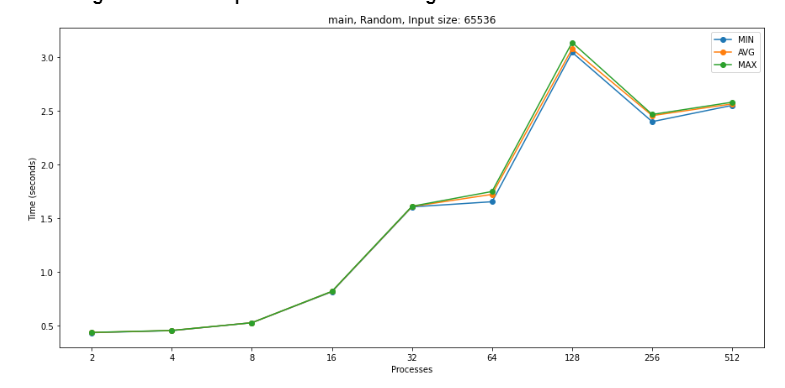 main, Random, Input size: 65536
MIN
AVG
MAX
3.0
2.5
2.0
1.5
1.0
0.5
Time (seconds)
2 4 8 16 32 64 128 256 512
Processes